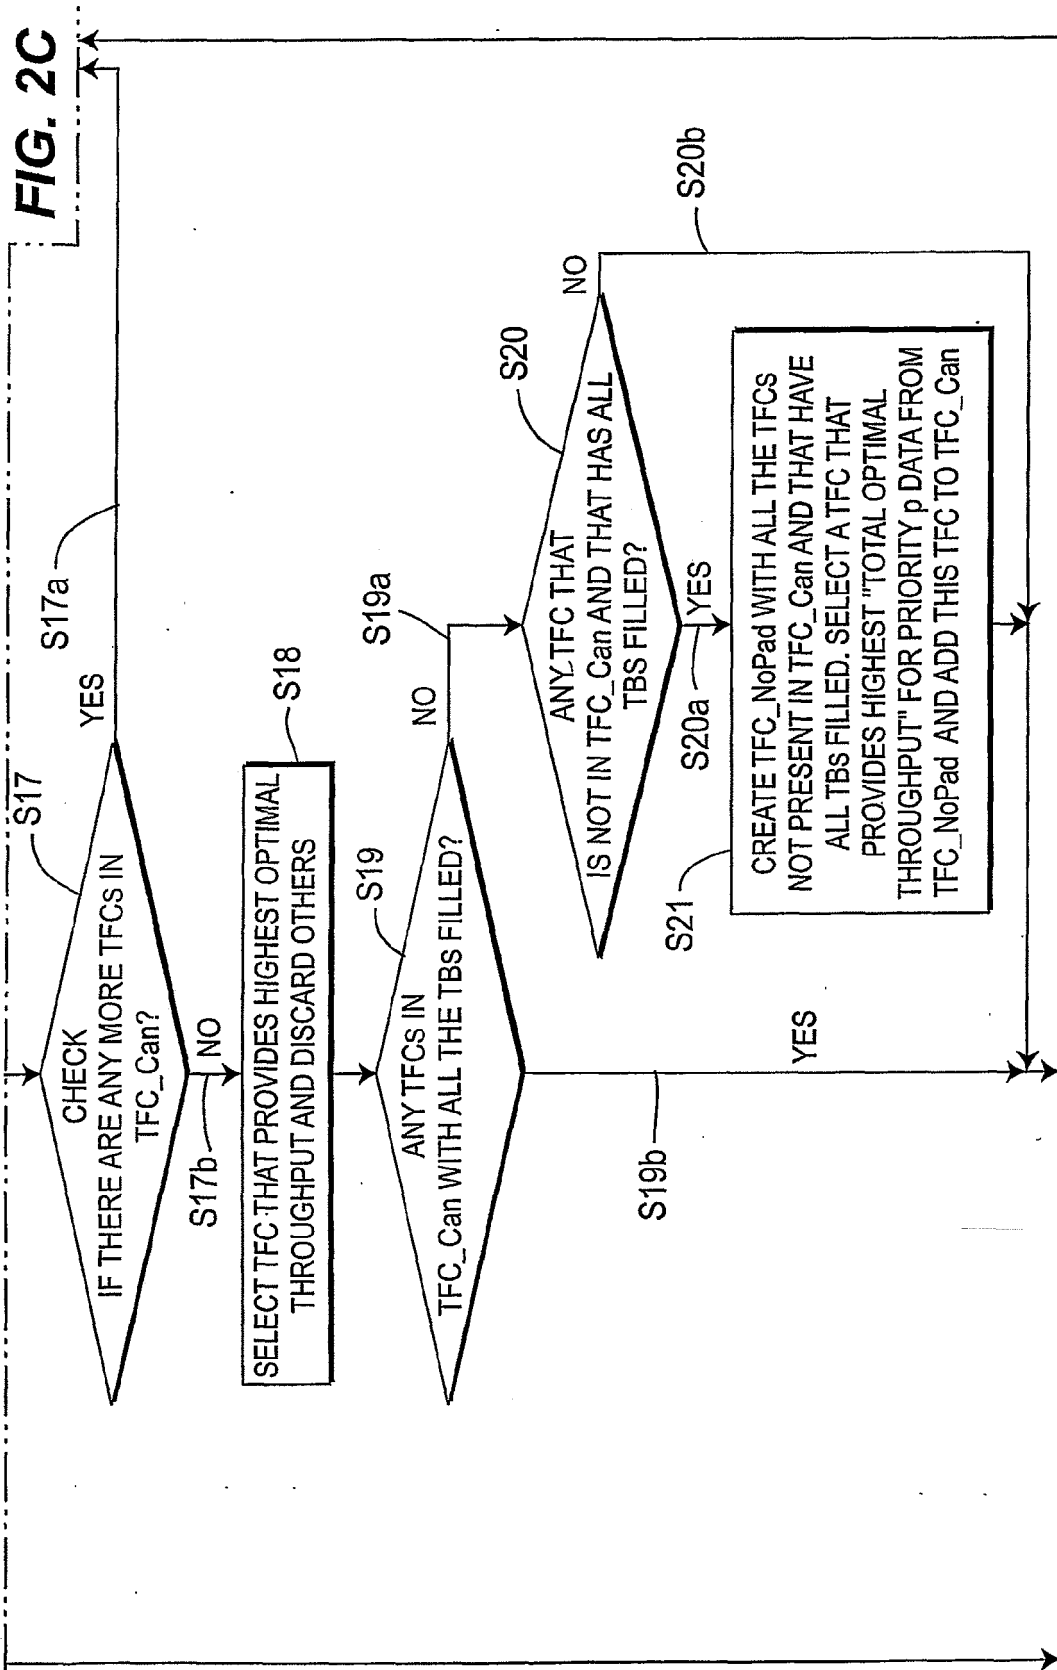 FIG. 2C
S17
CHECK
IF THERE ARE ANY MORE TFCs IN
TFC_Can?
YES
S17a
NO
S17b
S18
SELECT TFC THAT PROVIDES HIGHEST OPTIMAL
THROUGHPUT AND DISCARD OTHERS
S19
ANY TFCs IN
TFC_Can WITH ALL THE TBs FILLED?
NO
S19a
YES
S19b
S20
ANY TFC THAT
IS NOT IN TFC_Can AND THAT HAS ALL
TBS FILLED?
NO
S20b
YES
S20a
S21
CREATE TFC_NoPad WITH ALL THE TFCs
NOT PRESENT IN TFC_Can AND THAT HAVE
ALL TBs FILLED. SELECT A TFC THAT
PROVIDES HIGHEST "TOTAL OPTIMAL
THROUGHPUT" FOR PRIORITY p DATA FROM
TFC_NoPad AND ADD THIS TFC TO TFC_Can